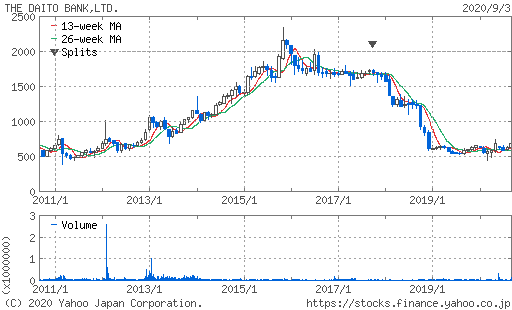 THE DAITO BANK,LTD. 2020/9/3
2500
13-week MA
26-week MA
Splits
2000
1500
1000
500
0
2011/1 2013/1 2015/1 2017/1 2019/1
3
Volume
2
1
0
(x1000000)
2011/1 2013/1 2015/1 2017/1 2019/1
(C) 2020 Yahoo Japan Corporation. https://stocks.finance.yahoo.co.jp/